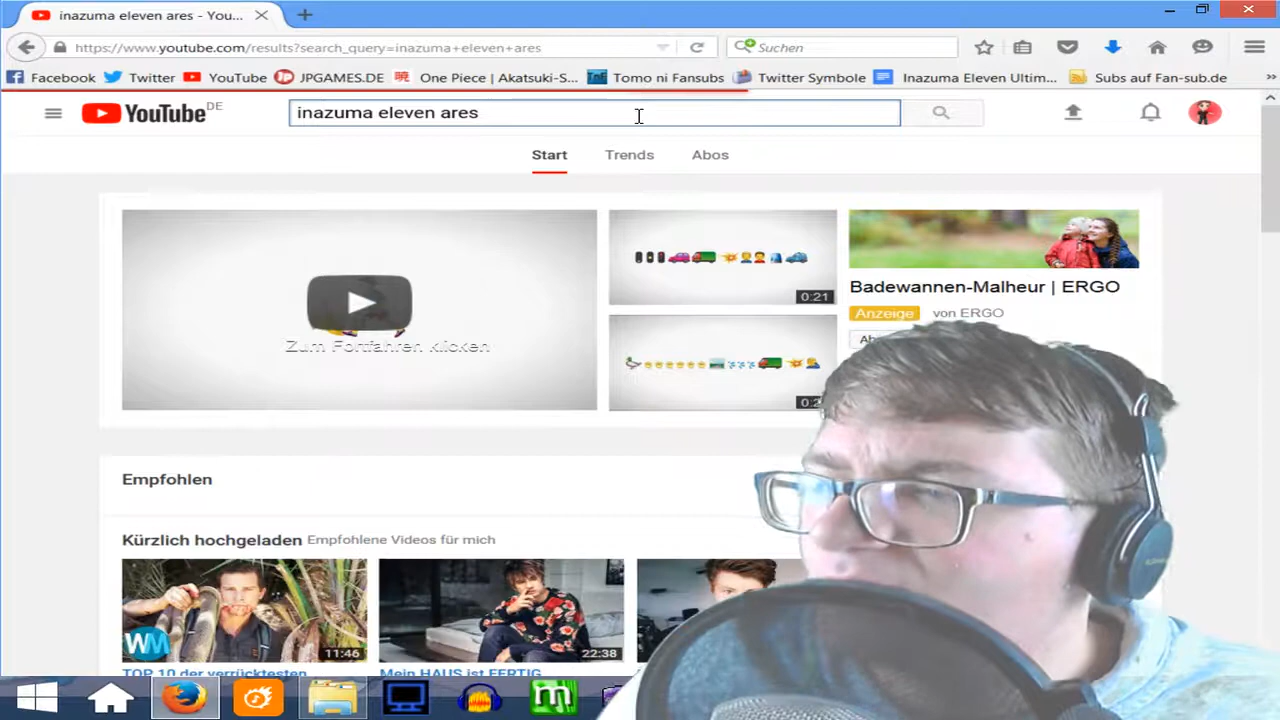 inazuma eleven ares - You...
https://www.youtube.com/results?search_query=inazuma+eleven+ares
Suchen
Facebook Twitter YouTube JPGAMES.DE One Piece | Akatsuki-S... Tomo ni Fansubs Twitter Symbole Inazuma Eleven Ultim... Subs auf Fan-sub.de
YouTube DE inazuma eleven ares
Start Trends Abos
Zum Fortfahren klicken
0:21
Badewannen-Malheur | ERGO
Anzeige von ERGO
Empfohlen
Kürzlich hochgeladen Empfohlene Videos für mich
WM 11:46 22:38
TOP 10 der verrücktesten Mein HAUS ist FERTIG